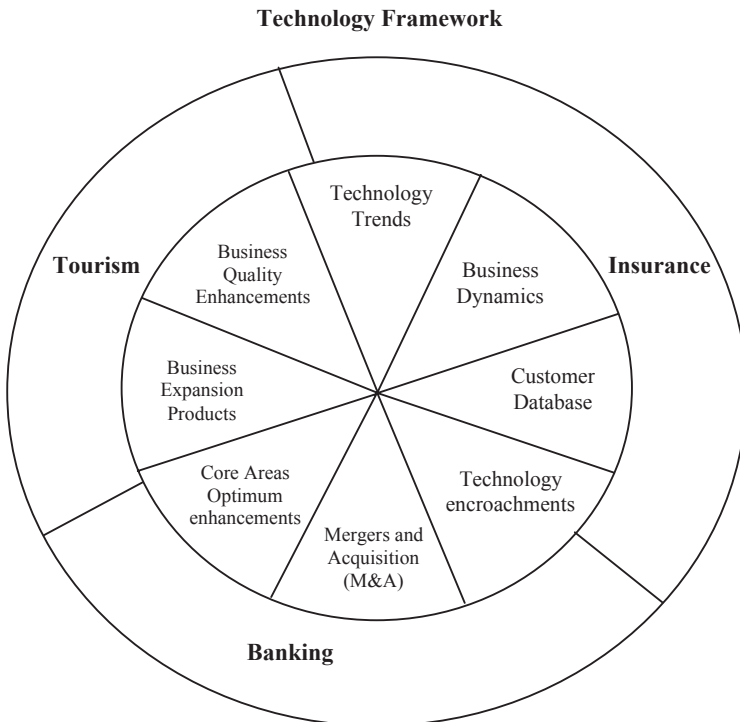 Technology Framework
Technology
Trends
Business
Dynamics
Insurance
Customer
Database
Technology
encroachments
Mergers and
Acquisition
(M&A)
Banking
Core Areas
Optimum
enhancements
Business
Expansion
Products
Tourism
Business
Quality
Enhancements